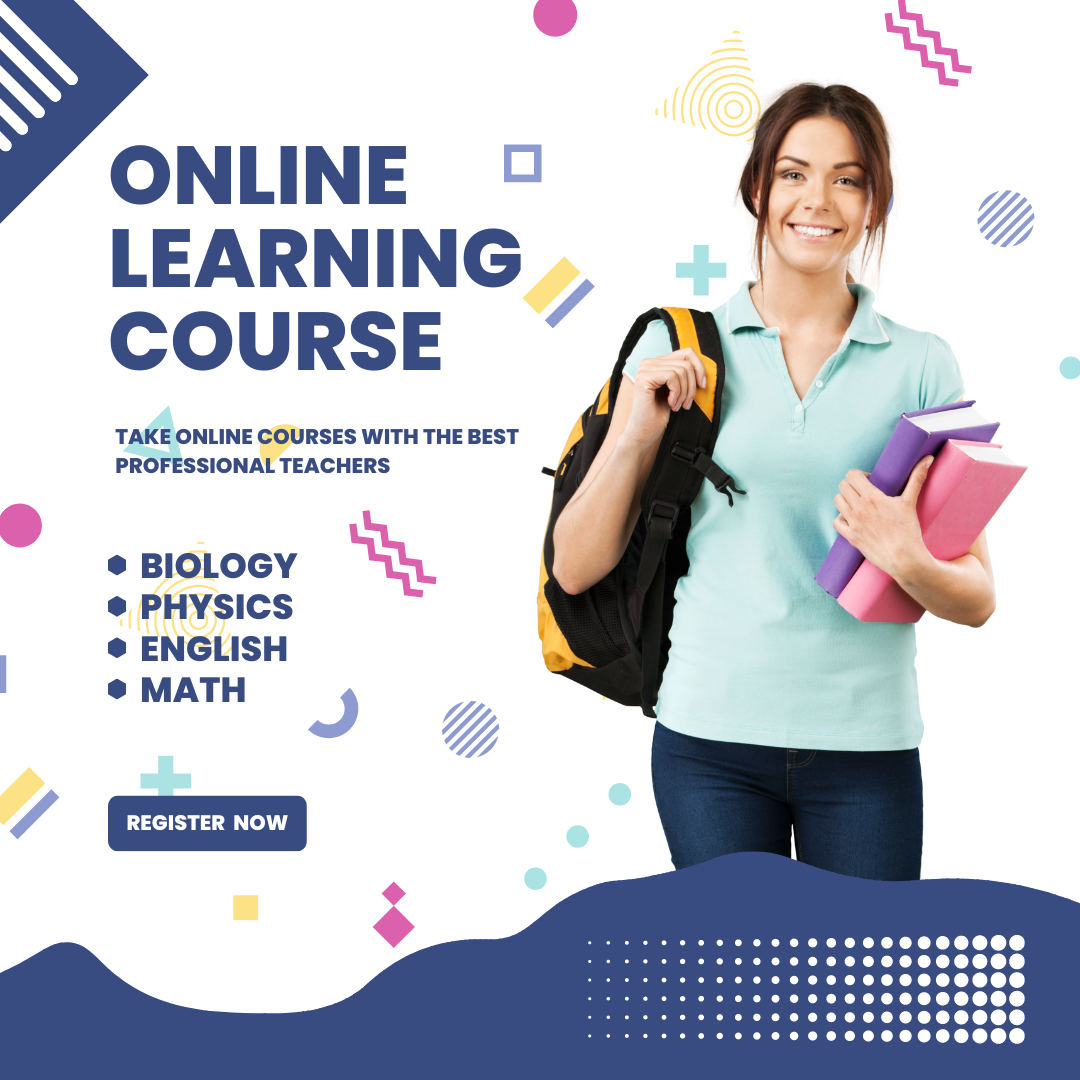 ONLINE
LEARNING
COURSE
TAKE ONLINE COURSES WITH THE BEST
PROFESSIONAL TEACHERS
BIOLOGY
PHYSICS
ENGLISH
MATH
REGISTER NOW